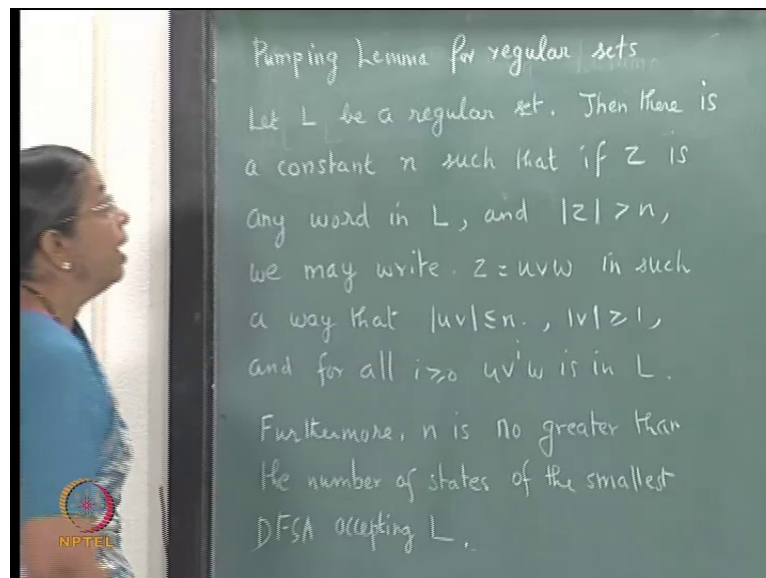 Pumping Lemma for regular sets
Let L be a regular set. Then there is
a constant n such that if Z is
any word in L, and |z| > n,
we may write. Z = uvw in such
a way that |uv| ≤ n., |v| ≥ 1,
and for all i ≥ 0 uvⁱw is in L.
Furthermore, n is no greater than
the number of states of the smallest
DFSA accepting L.
NPTEL